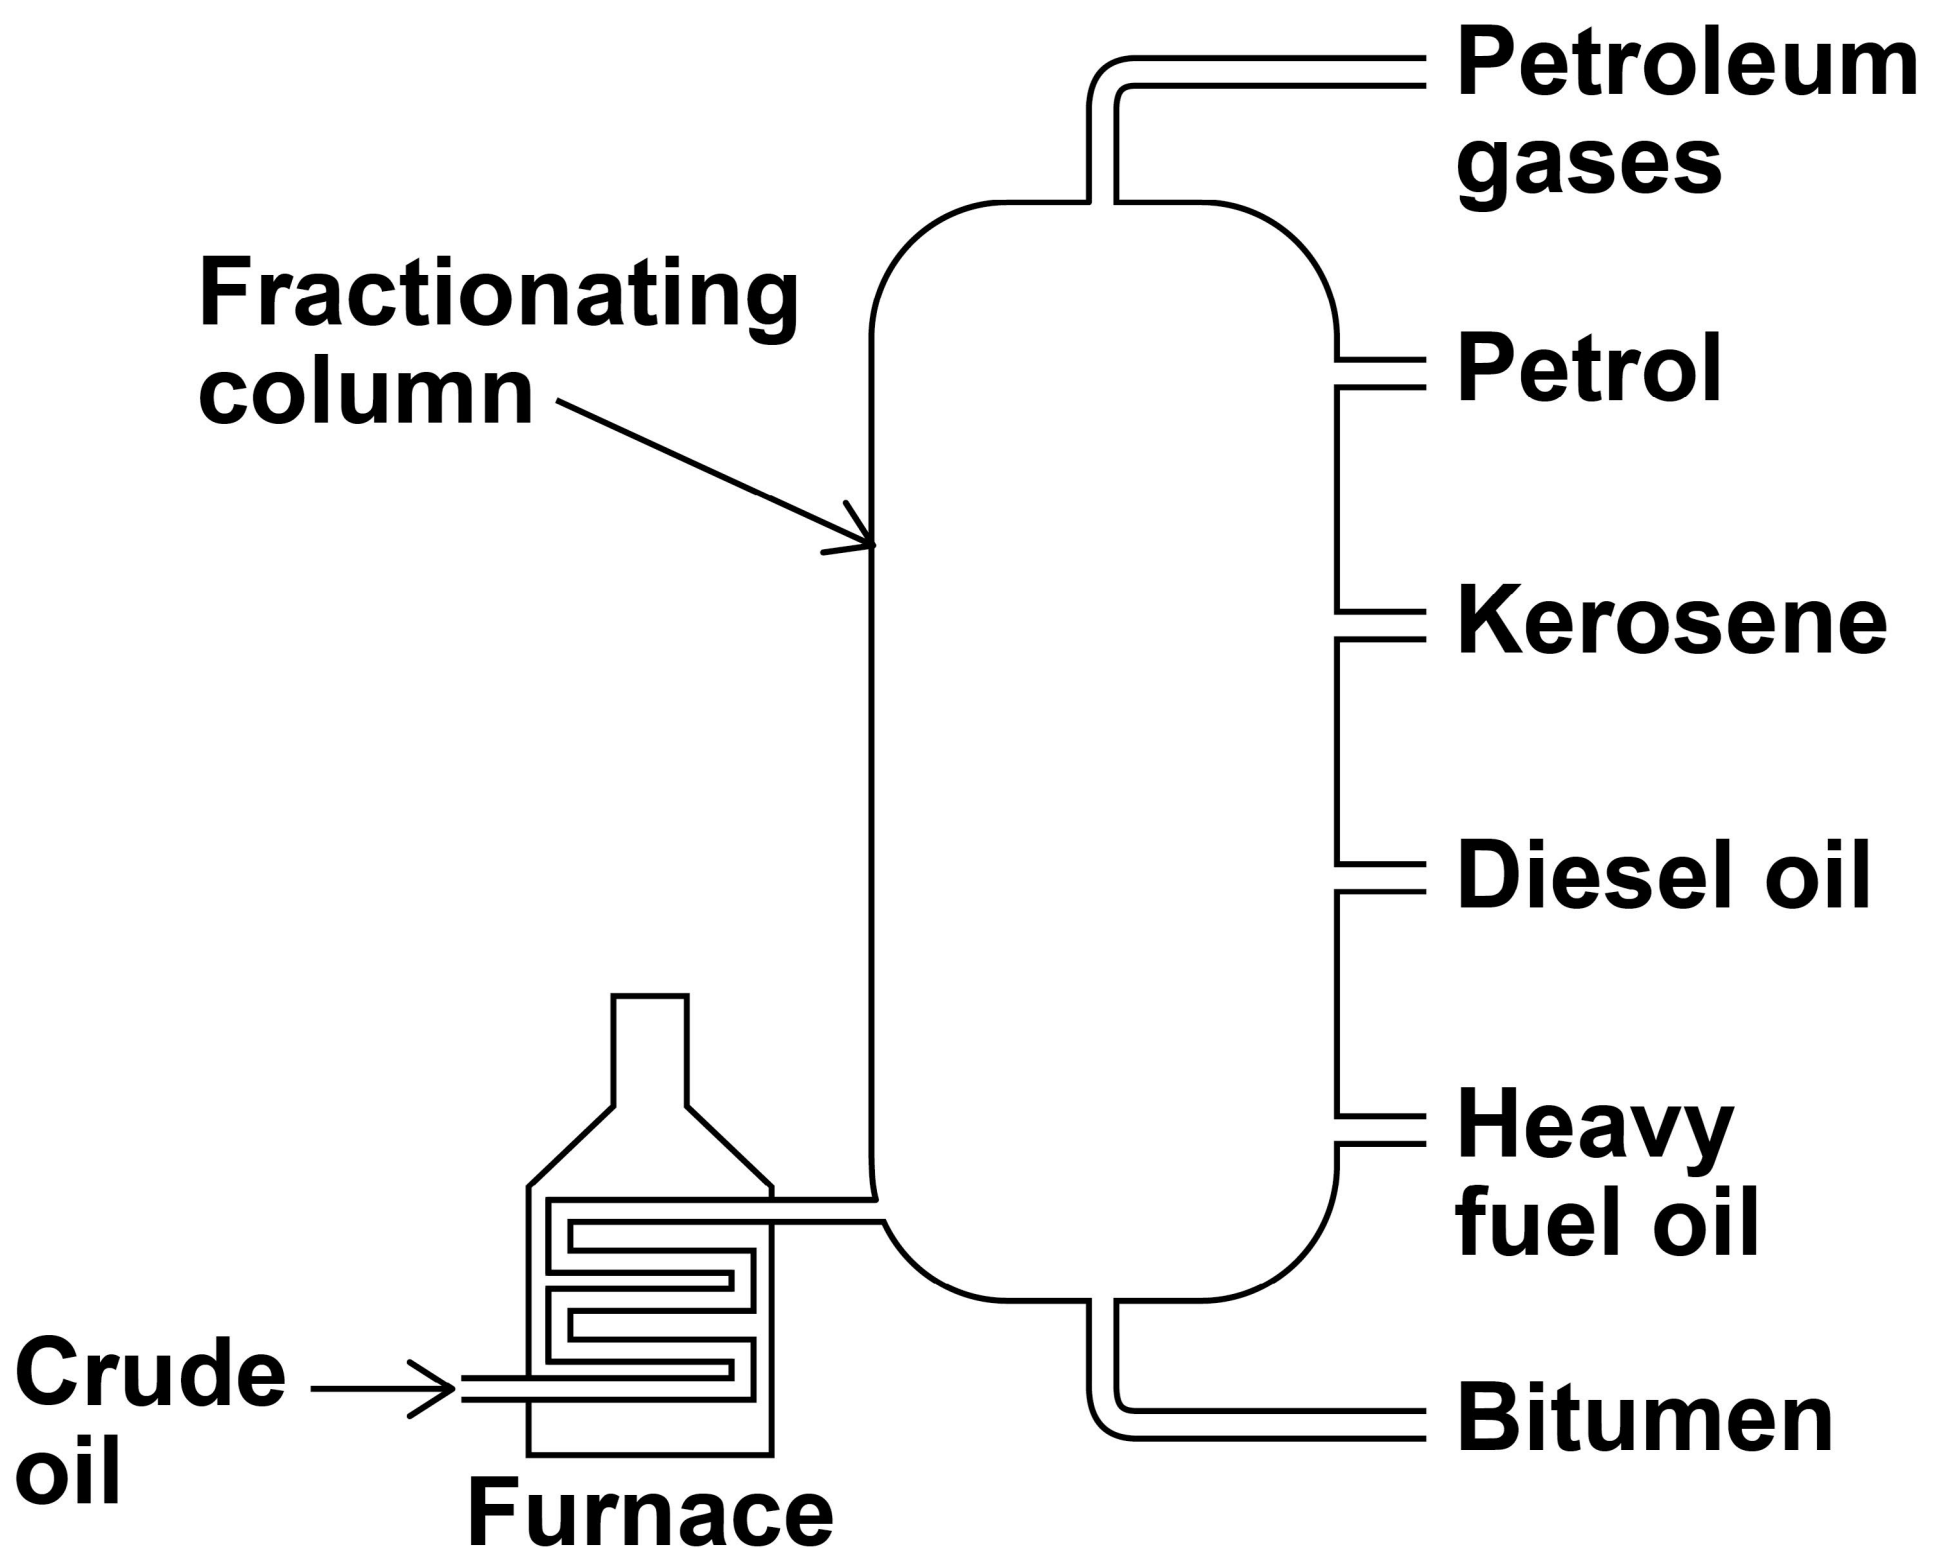 Petroleum
gases
Fractionating
column
Petrol
Kerosene
Diesel oil
Heavy
fuel oil
Crude
oil
Bitumen
Furnace